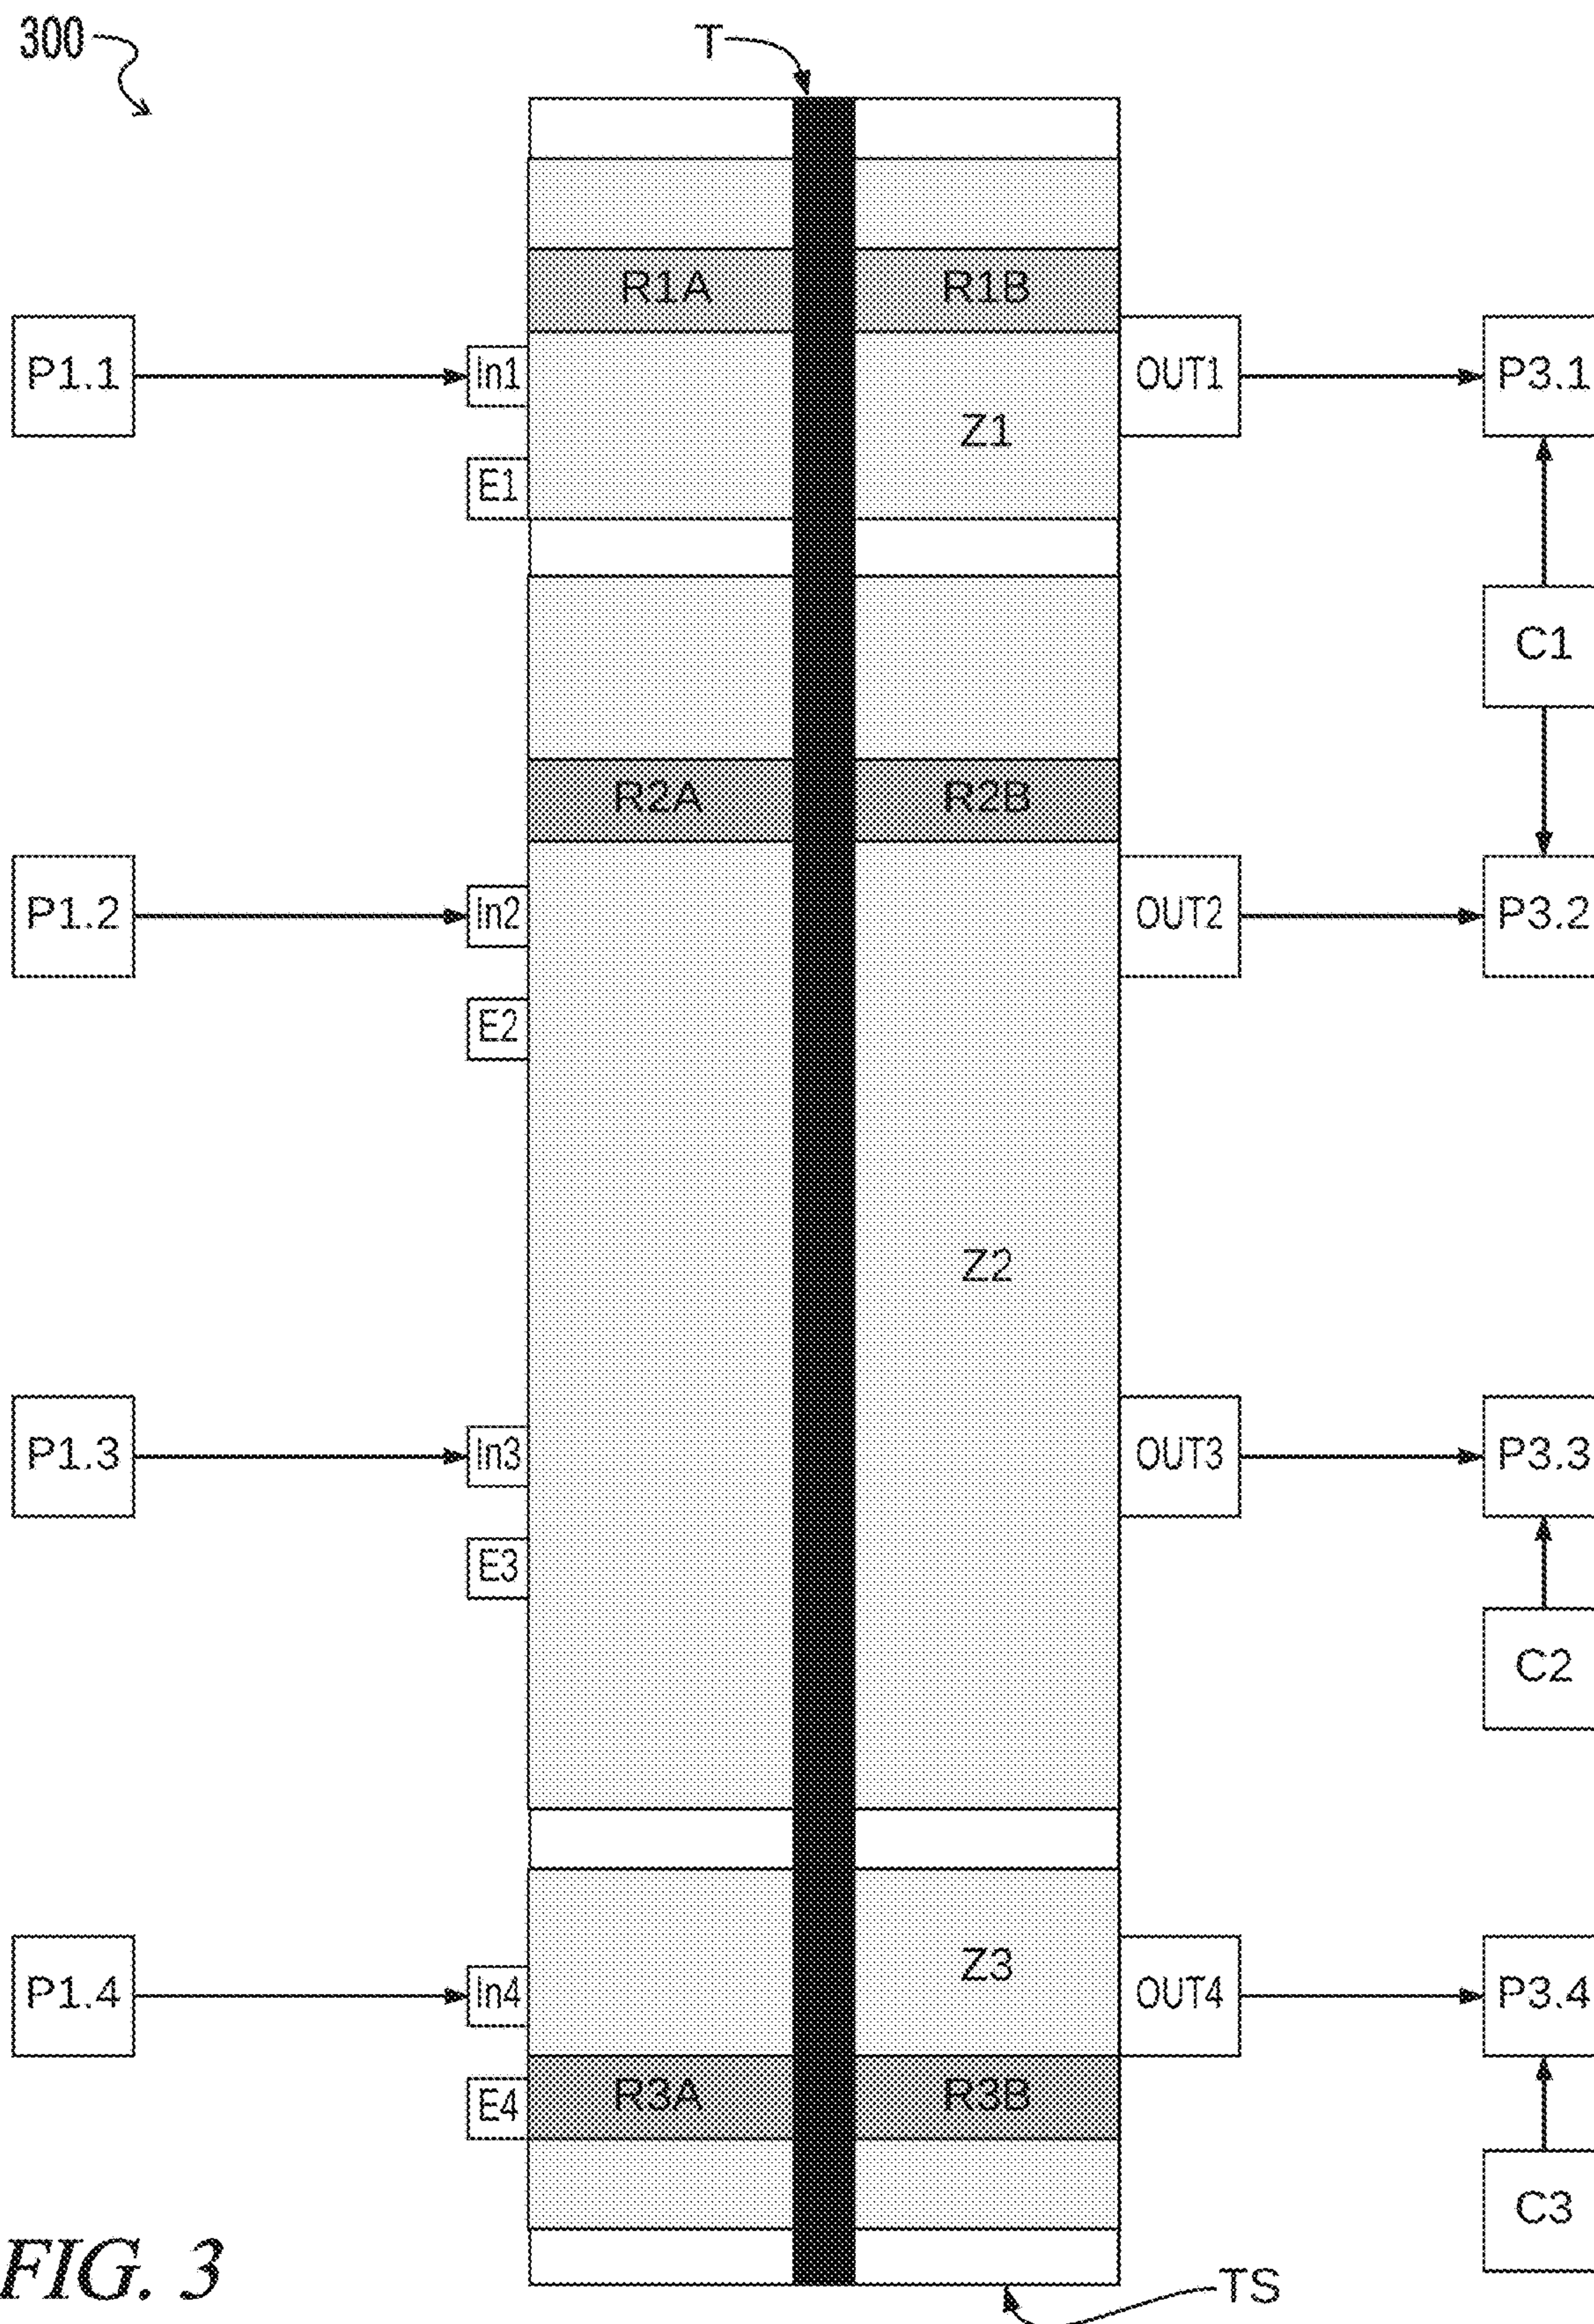 300
T
R1A
R1B
P1.1
In1
OUT1
P3.1
Z1
E1
C1
R2A
R2B
P1.2
In2
OUT2
P3.2
E2
Z2
P1.3
In3
OUT3
P3.3
E3
C2
Z3
P1.4
In4
OUT4
P3.4
R3A
R3B
E4
C3
FIG. 3
TS